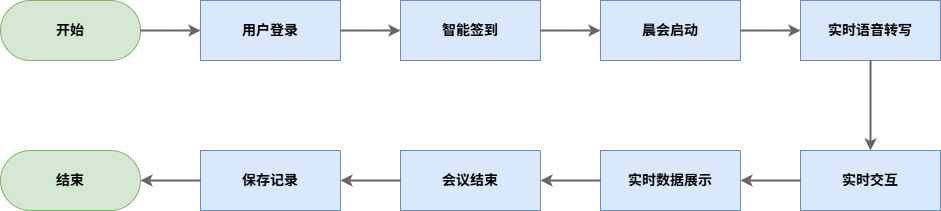 开始
用户登录
智能签到
晨会启动
实时语音转写
实时交互
实时数据展示
会议结束
保存记录
结束